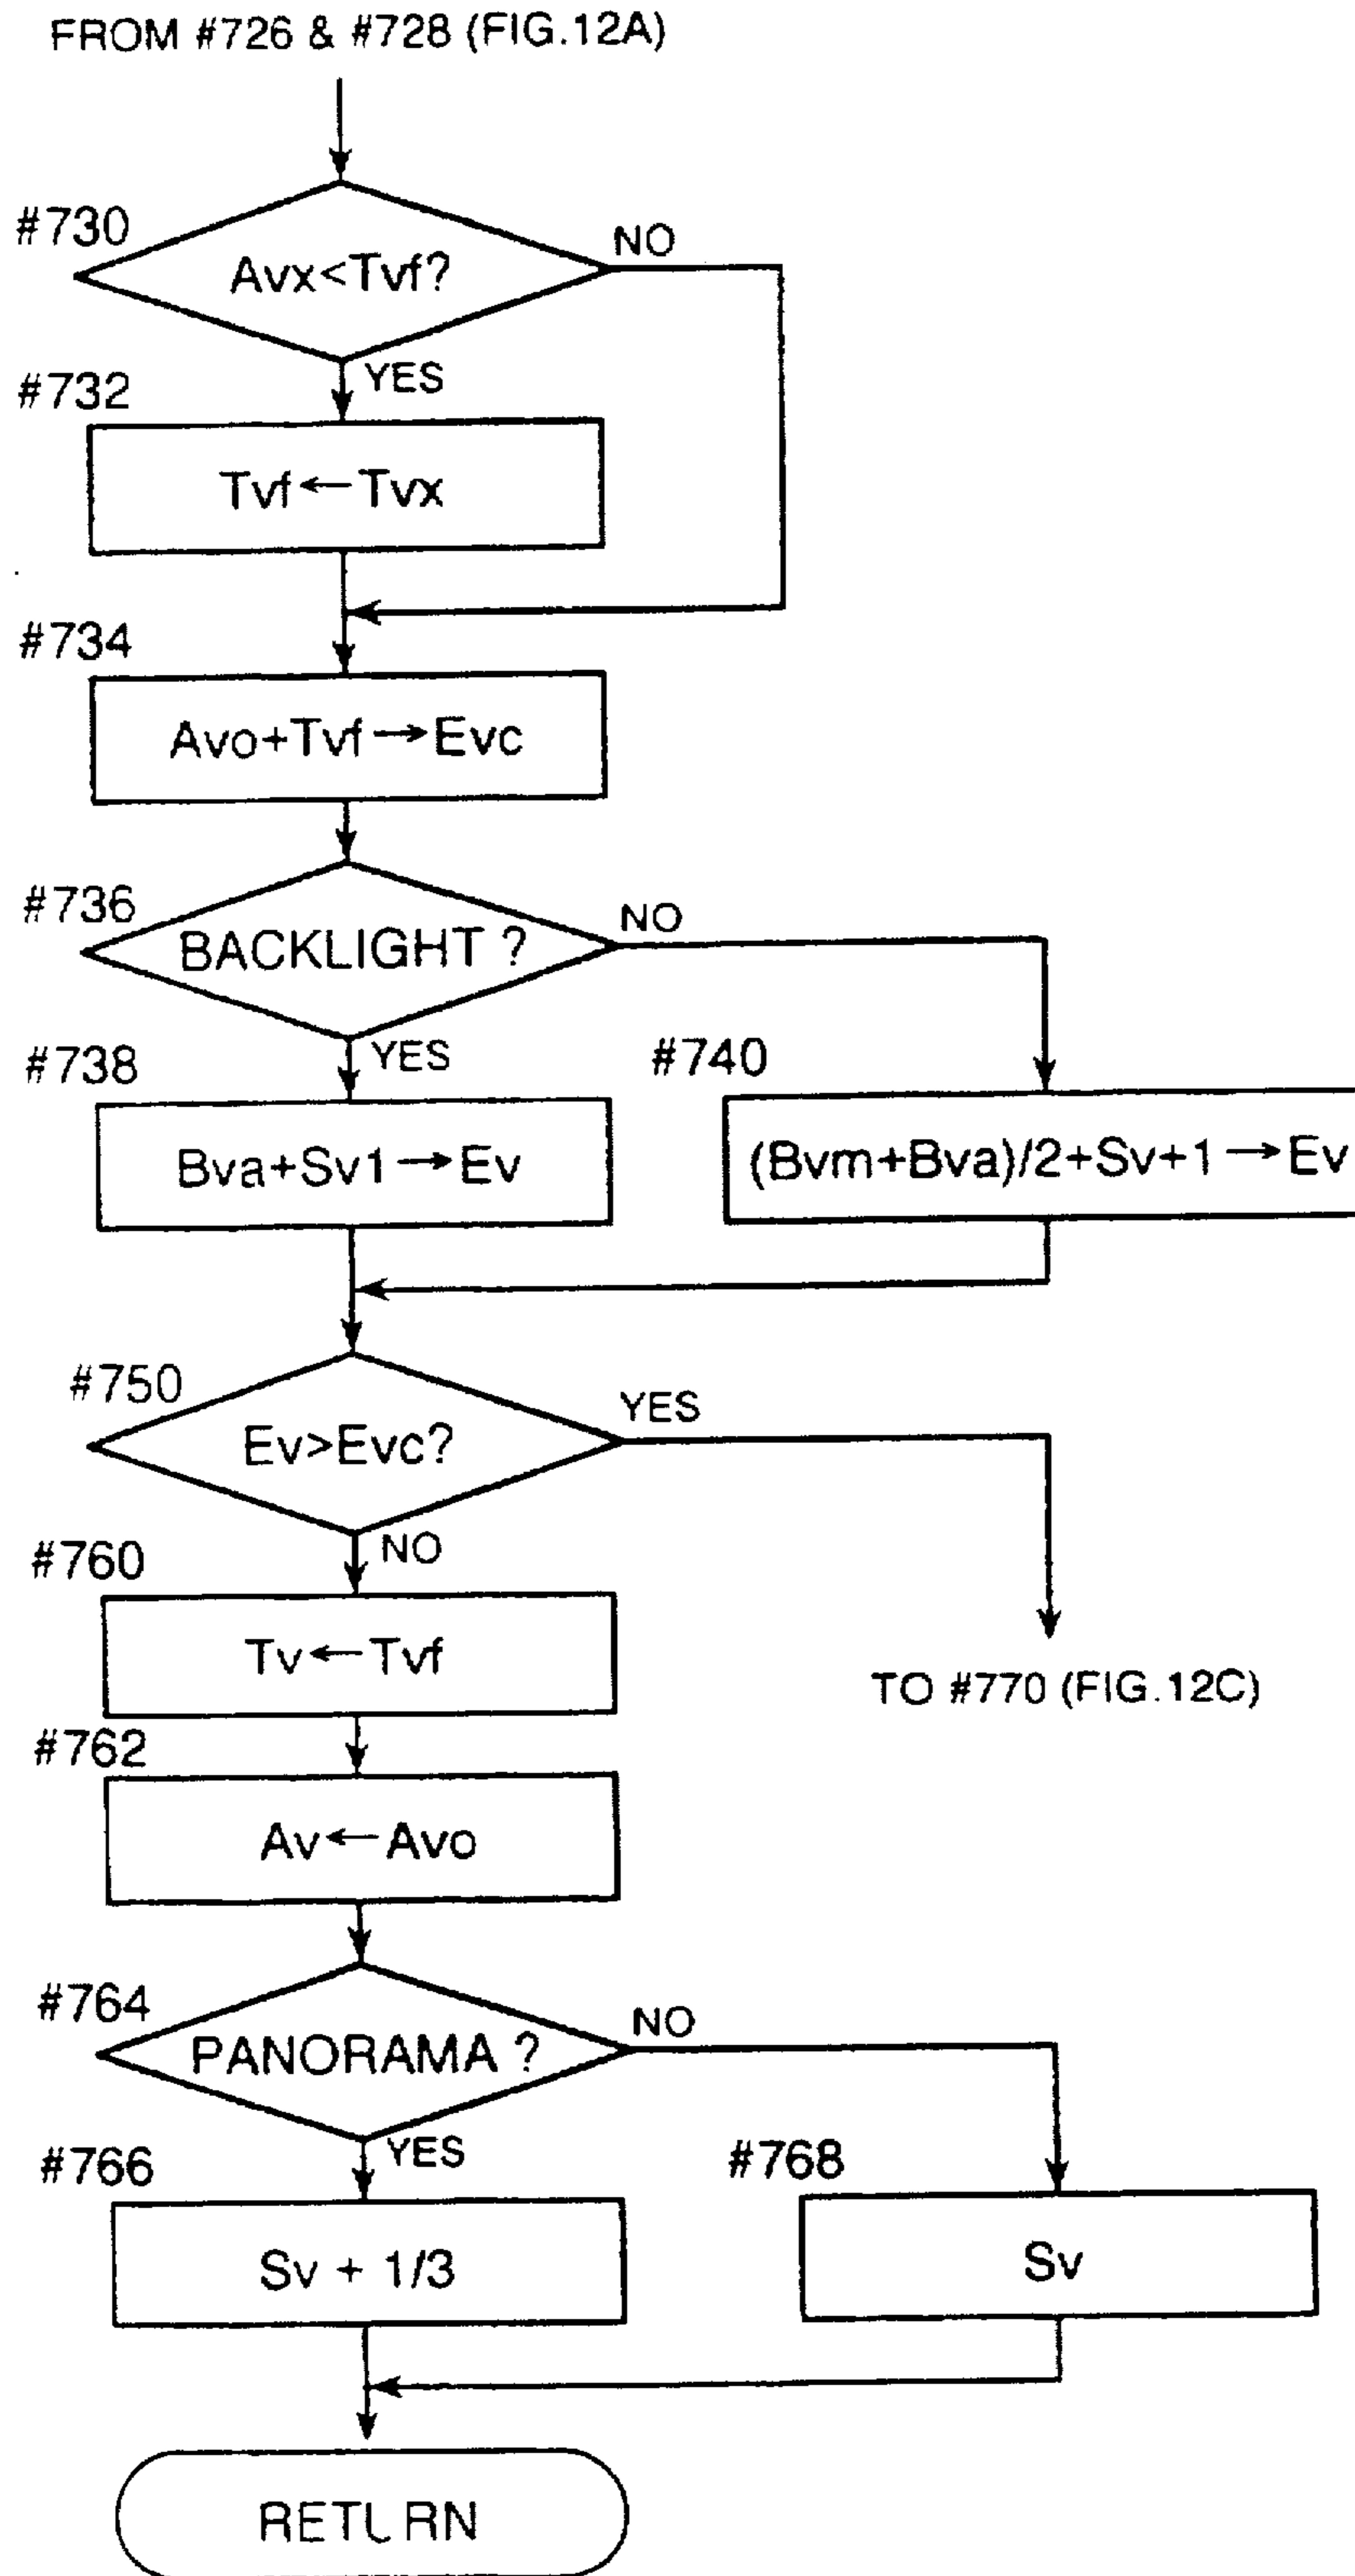 FROM #726 & #728 (FIG.12A)
#730
Avx<Tvf?
NO
YES
#732
Tvf←Tvx
#734
Avo+Tvf→Evc
#736
BACKLIGHT ?
NO
YES
#738
Bva+Sv1→Ev
#740
(Bvm+Bva)/2+Sv+1→Ev
#750
Ev>Evc?
YES
NO
TO #770 (FIG.12C)
#760
Tv←Tvf
#762
Av←Avo
#764
PANORAMA ?
NO
YES
#766
Sv + 1/3
#768
Sv
RETURN